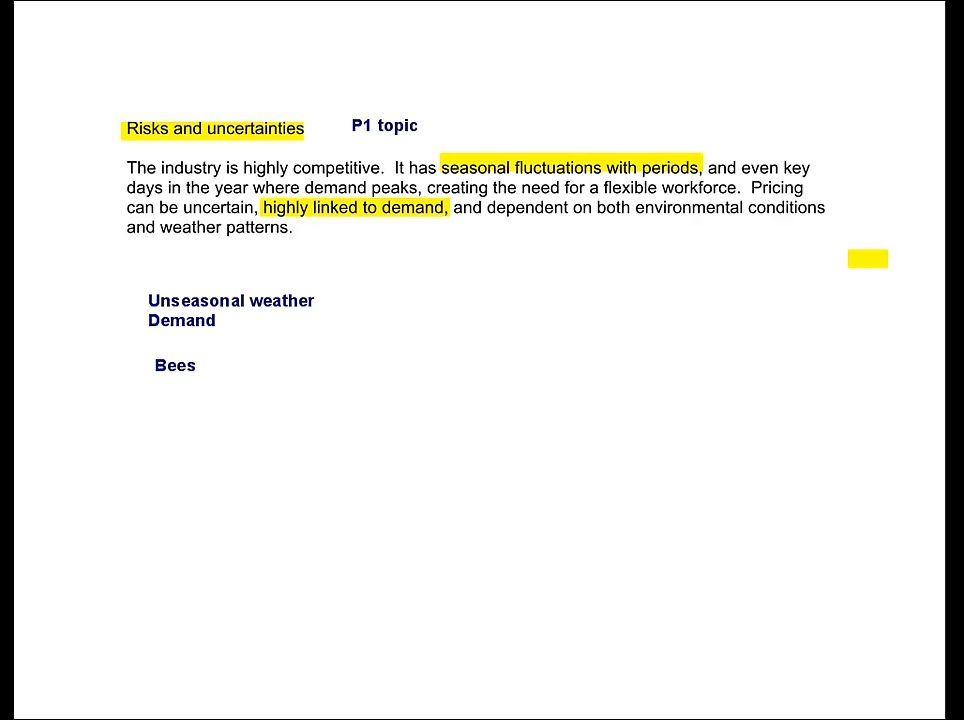 Risks and uncertainties P1 topic
The industry is highly competitive. It has seasonal fluctuations with periods, and even key
days in the year where demand peaks, creating the need for a flexible workforce. Pricing
can be uncertain, highly linked to demand, and dependent on both environmental conditions
and weather patterns.
Unseasonal weather
Demand
Bees